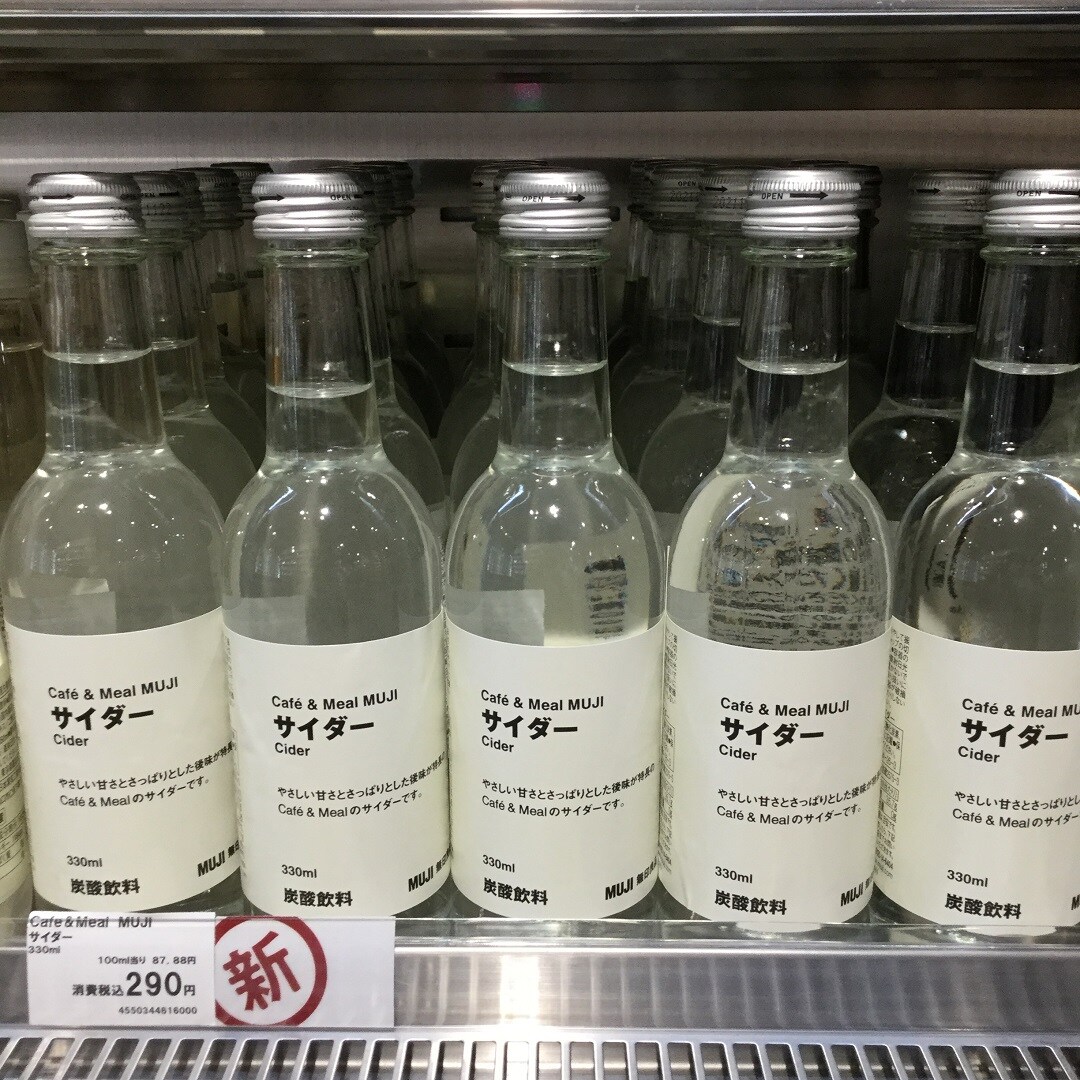 OPEN
OPEN
OPEN
OPEN
OPEN
OPEN
Café & Meal MUJI
サイダー
Cider
やさしい甘さとさっぱりとした後味が特長の
Café & Mealのサイダーです。
330ml
炭酸飲料
MUJI 無印
Café & Meal MUJI
サイダー
Cider
やさしい甘さとさっぱりとした後味が特長
Café & Mealのサイダーです。
330ml
炭酸飲料
MUJI
Café & Meal MUJI
サイダー
Cider
やさしい甘さとさっぱりとした後味が特長の
Café & Mealのサイダーです。
330ml
炭酸飲料
MUJI 無印良品
Café & Meal MUJI
サイダー
Cider
やさしい甘さとさっぱりとした後味が特長
Café & Mealのサイダーです。
330ml
炭酸飲料
MUJI
Café & Meal M
サイダー
Cider
やさしい甘さとさっぱりと
Café & Mealのサイダー
330ml
炭酸飲料
Café & Meal MUJI
サイダー
330ml
100ml当り 87.88円
消費税込290円
4550344616000
新